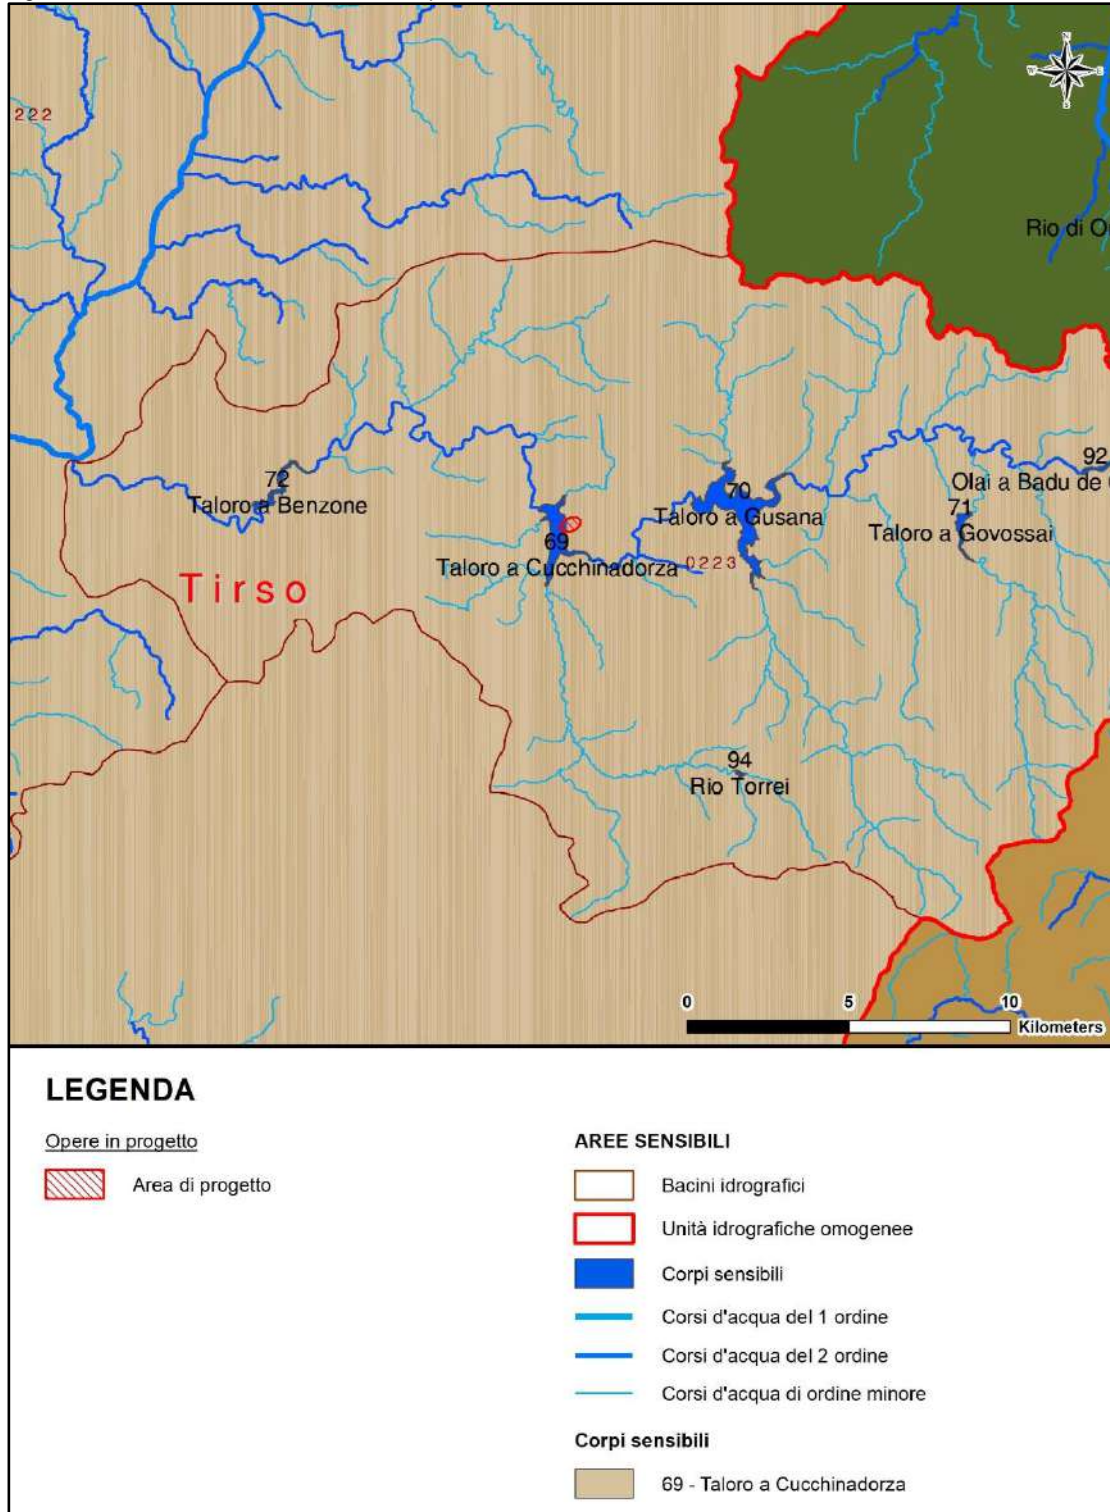 N
W E
S
222
Rio di O
92
72
Olai a Badu de
70
71
Taloro a Benzone
Taloro a Gusana
Taloro a Govossai
69
Taloro a Cucchinadorza
0223
Tirso
94
Rio Torrei
0 5 10
Kilometers
LEGENDA
Opere in progetto
Area di progetto
AREE SENSIBILI
Bacini idrografici
Unità idrografiche omogenee
Corpi sensibili
Corsi d'acqua del 1 ordine
Corsi d'acqua del 2 ordine
Corsi d'acqua di ordine minore
Corpi sensibili
69 - Taloro a Cucchinadorza